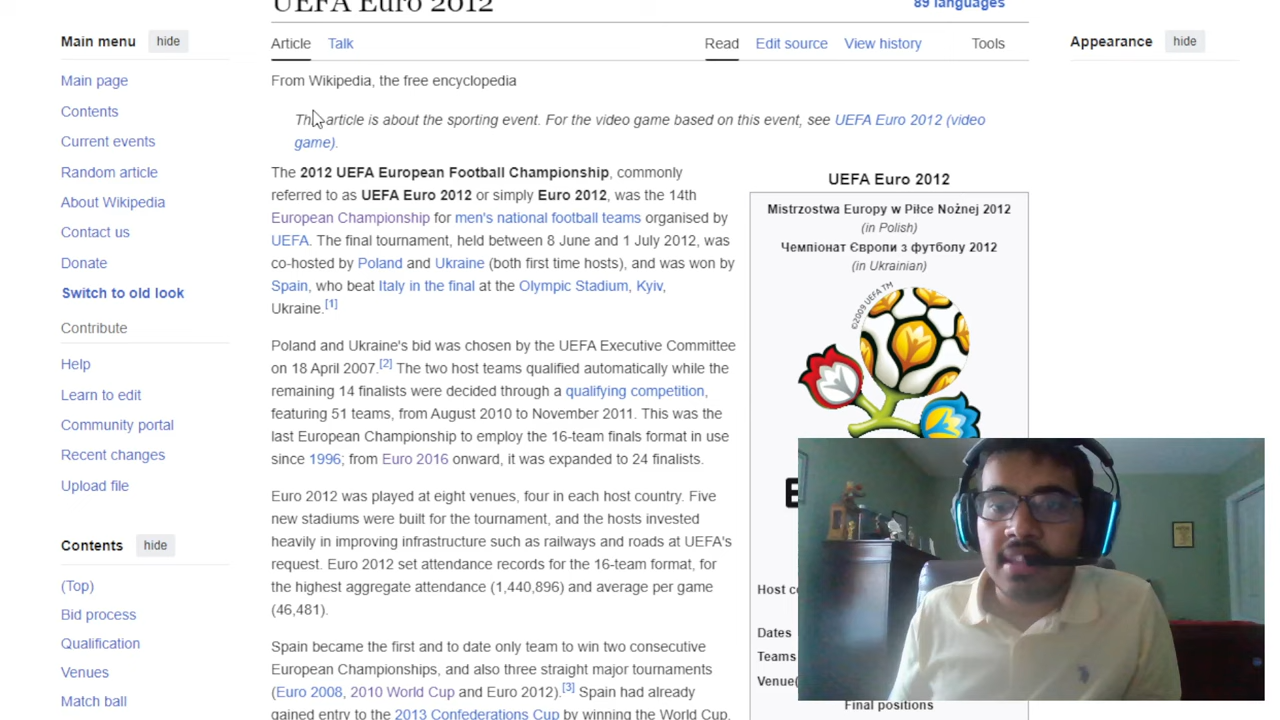 UEFA Euro 2012
89 languages
Main menu hide
Main page
Contents
Current events
Random article
About Wikipedia
Contact us
Donate
Switch to old look
Contribute
Help
Learn to edit
Community portal
Recent changes
Upload file
Contents hide
(Top)
Bid process
Qualification
Venues
Match ball
Article Talk Read Edit source View history Tools
From Wikipedia, the free encyclopedia
article is about the sporting event. For the video game based on this event, see UEFA Euro 2012 (video
game).
The 2012 UEFA European Football Championship, commonly
referred to as UEFA Euro 2012 or simply Euro 2012, was the 14th
European Championship for men's national football teams organised by
UEFA. The final tournament, held between 8 June and 1 July 2012, was
co-hosted by Poland and Ukraine (both first time hosts), and was won by
Spain, who beat Italy in the final at the Olympic Stadium, Kyiv,
Ukraine.[1]
Poland and Ukraine's bid was chosen by the UEFA Executive Committee
on 18 April 2007.[2] The two host teams qualified automatically while the
remaining 14 finalists were decided through a qualifying competition,
featuring 51 teams, from August 2010 to November 2011. This was the
last European Championship to employ the 16-team finals format in use
since 1996; from Euro 2016 onward, it was expanded to 24 finalists.
Euro 2012 was played at eight venues, four in each host country. Five
new stadiums were built for the tournament, and the hosts invested
heavily in improving infrastructure such as railways and roads at UEFA's
request. Euro 2012 set attendance records for the 16-team format, for
the highest aggregate attendance (1,440,896) and average per game
(46,481).
Spain became the first and to date only team to win two consecutive
European Championships, and also three straight major tournaments
(Euro 2008, 2010 World Cup and Euro 2012).[3] Spain had already
gained entry to the 2013 Confederations Cup by winning the World Cup,
UEFA Euro 2012
Mistrzostwa Europy w Piłce Nożnej 2012
(in Polish)
Чемпіонат Європи з футболу 2012
(in Ukrainian)
©2009 UEFA TM
Host
Dates
Teams
Venue(
Final positions
Appearance hide